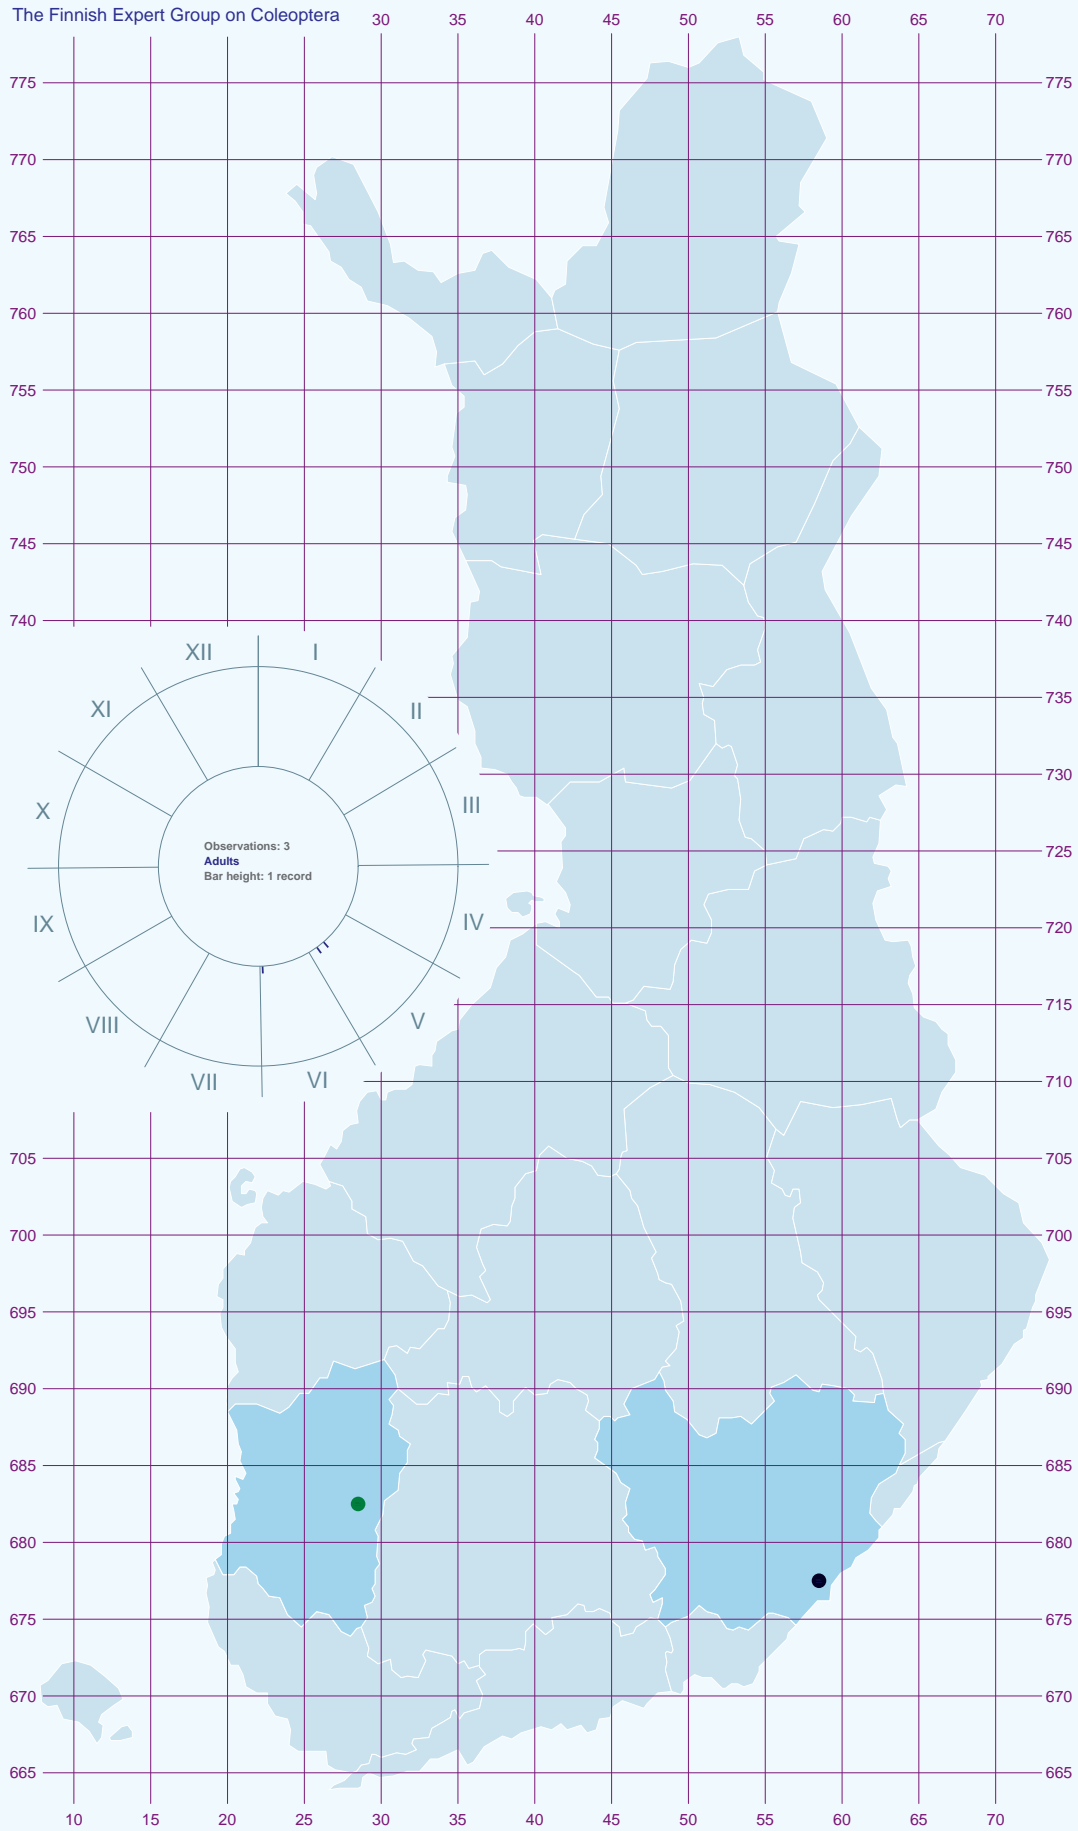 The Finnish Expert Group on Coleoptera 30 35 40 45 50 55 60 65 70
775 775
770 770
765 765
760 760
755 755
750 750
745 745
740 740
XII I
XI II
735
730
X III
Observations: 3
Adults
Bar height: 1 record
725
IX IV 720
715
VIII V
VII VI 710
705 705
700 700
695 695
690 690
685 685
680 680
675 675
670 670
665 665
10 15 20 25 30 35 40 45 50 55 60 65 70